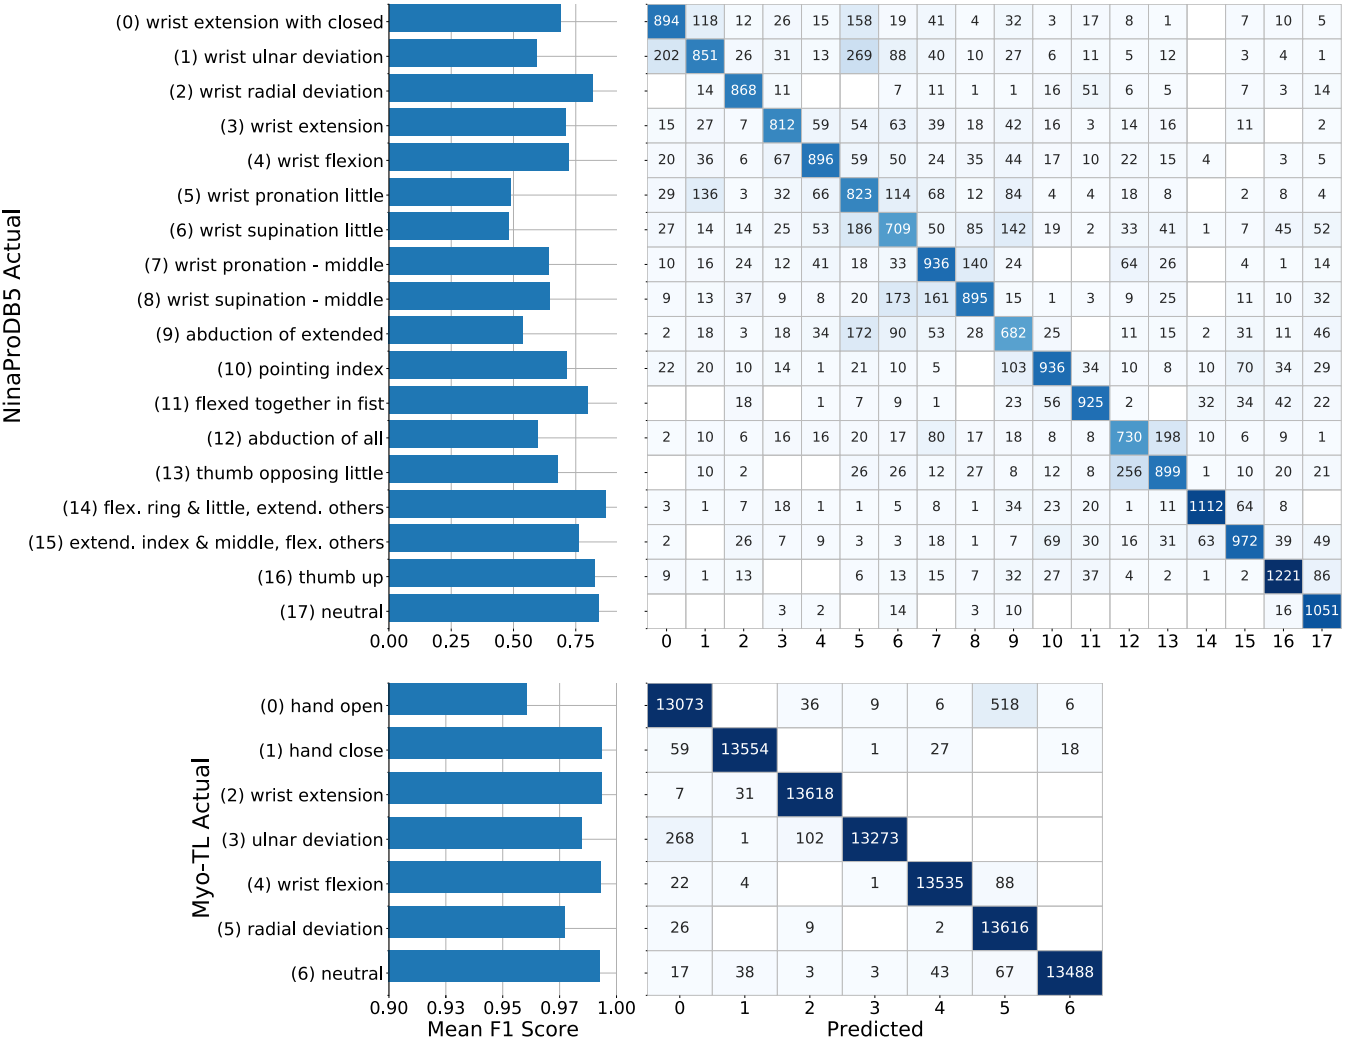 NinaProDB5 Actual
(0) wrist extension with closed 894 118 12 26 15 158 19 41 4 32 3 17 8 1 7 10 5
(1) wrist ulnar deviation 202 851 26 31 13 269 88 40 10 27 6 11 5 12 3 4 1
(2) wrist radial deviation 14 868 11 7 11 1 1 16 51 6 5 7 3 14
(3) wrist extension 15 27 7 812 59 54 63 39 18 42 16 3 14 16 11 2
(4) wrist flexion 20 36 6 67 896 59 50 24 35 44 17 10 22 15 4 3 5
(5) wrist pronation little 29 136 3 32 66 823 114 68 12 84 4 4 18 8 2 8 4
(6) wrist supination little 27 14 14 25 53 186 709 50 85 142 19 2 33 41 1 7 45 52
(7) wrist pronation - middle 10 16 24 12 41 18 33 936 140 24 64 26 4 1 14
(8) wrist supination - middle 9 13 37 9 8 20 173 161 895 15 1 3 9 25 11 10 32
(9) abduction of extended 2 18 3 18 34 172 90 53 28 682 25 11 15 2 31 11 46
(10) pointing index 22 20 10 14 1 21 10 5 103 936 34 10 8 10 70 34 29
(11) flexed together in fist 18 1 7 9 1 23 56 925 2 32 34 42 22
(12) abduction of all 2 10 6 16 16 20 17 80 17 18 8 8 730 198 10 6 9 1
(13) thumb opposing little 10 2 26 26 12 27 8 12 8 256 899 1 10 20 21
(14) flex. ring & little, extend. others 3 1 7 18 1 1 5 8 1 34 23 20 1 11 1112 64 8
(15) extend. index & middle, flex. others 2 26 7 9 3 3 18 1 7 69 30 16 31 63 972 39 49
(16) thumb up 9 1 13 6 13 15 7 32 27 37 4 2 1 2 1221 86
(17) neutral 3 2 14 3 10 16 1051
0.00 0.25 0.50 0.75 0 1 2 3 4 5 6 7 8 9 10 11 12 13 14 15 16 17
Myo-TL Actual
(0) hand open 13073 36 9 6 518 6
(1) hand close 59 13554 1 27 18
(2) wrist extension 7 31 13618
(3) ulnar deviation 268 1 102 13273
(4) wrist flexion 22 4 1 13535 88
(5) radial deviation 26 9 2 13616
(6) neutral 17 38 3 3 43 67 13488
0.90 0.93 0.95 0.97 1.00 0 1 2 3 4 5 6
Mean F1 Score Predicted